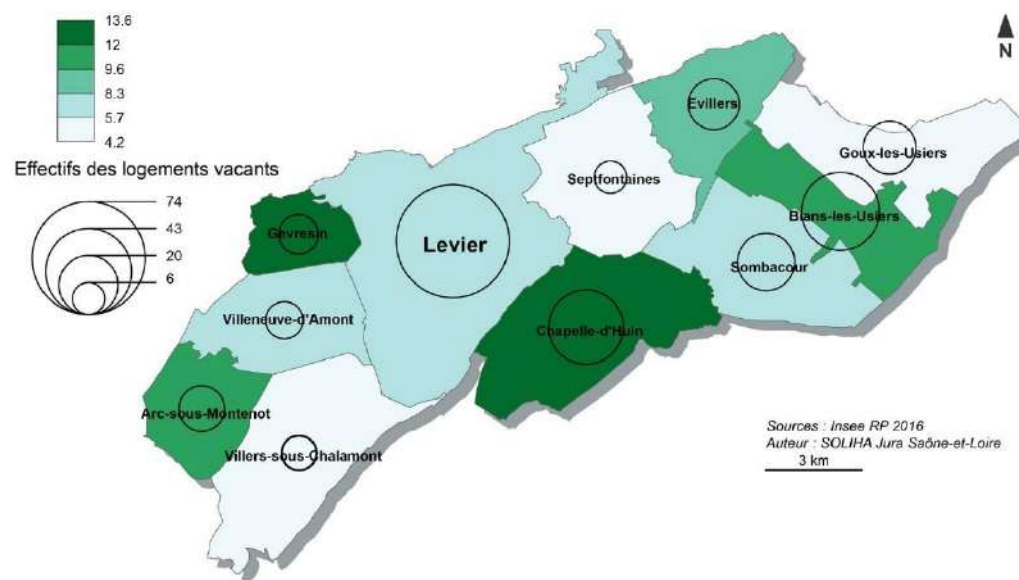 13.6
12
9.6
8.3
5.7
4.2
N
Effectifs des logements vacants
74
43
20
6
Evillers
Goux-les-Usiers
Septfontaines
Bians-les-Usiers
Gevresin
Levier
Sombacour
Villeneuve-d'Amont
Chapelle-d'Huin
Arc-sous-Montenot
Villers-sous-Chalamont
Sources : Insee RP 2016
Auteur : SOLIHA Jura Saône-et-Loire
3 km